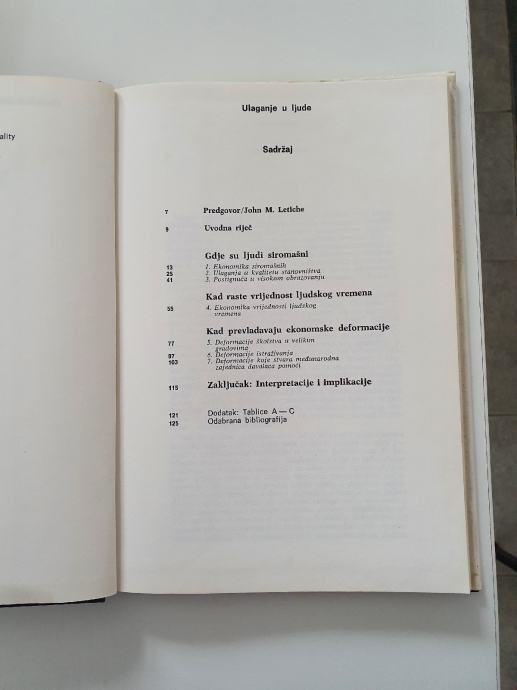 ality
Ulaganje u ljude
Sadržaj
7 Predgovor/John M. Letiche
9 Uvodna riječ
Gdje su ljudi siromašni
13 1. Ekonomika siromašnih
25 2. Ulaganja u kvalitetu stanovništva
41 3. Postignuća u visokom obrazovanju
Kad raste vrijednost ljudskog vremena
55 4. Ekonomika vrijednosti ljudskog
vremena
Kad prevladavaju ekonomske deformacije
77 5. Deformacije školstva u velikim
gradovima
97 6. Deformacije istraživanja
103 7. Deformacije koje stvara međunarodna
zajednica davalaca pomoći
115 Zaključak: Interpretacije i implikacije
121 Dodatak: Tablice A — C
125 Odabrana bibliografija